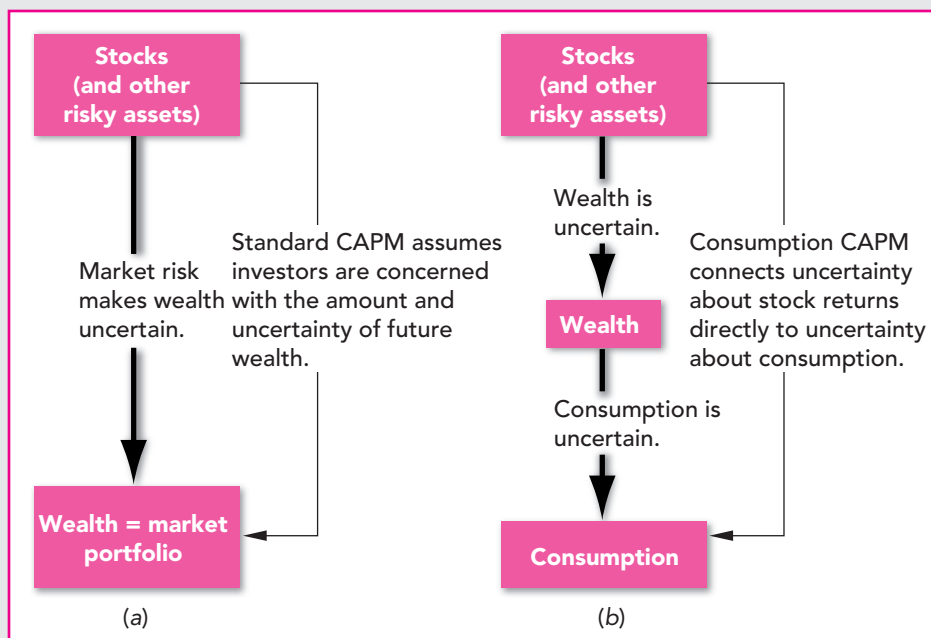 Stocks
(and other
risky assets)
Market risk
makes wealth
uncertain.
Standard CAPM assumes
investors are concerned
with the amount and
uncertainty of future
wealth.
Wealth = market
portfolio
(a)
Stocks
(and other
risky assets)
Wealth is
uncertain.
Wealth
Consumption is
uncertain.
Consumption CAPM
connects uncertainty
about stock returns
directly to uncertainty
about consumption.
Consumption
(b)